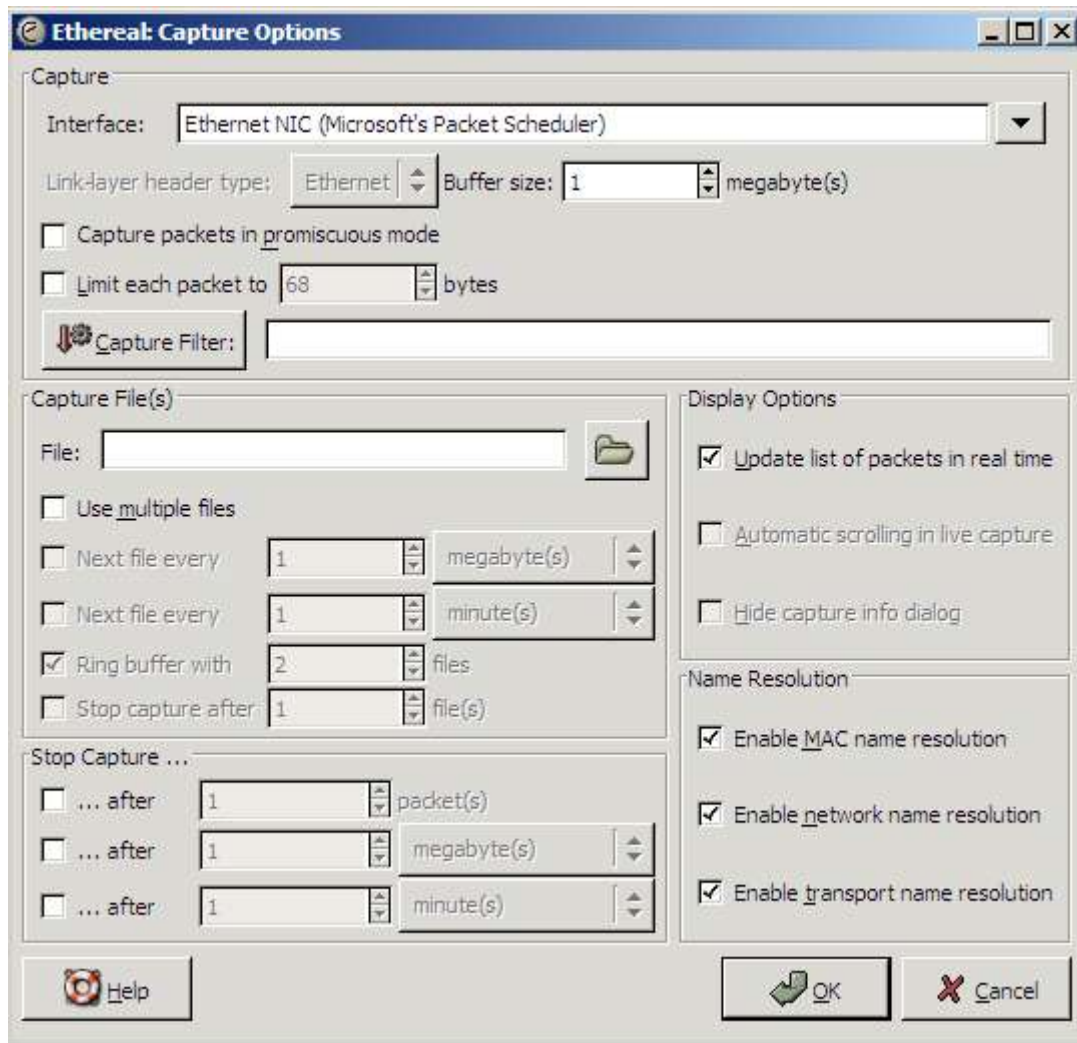 Ethereal: Capture Options
Capture
Interface: Ethernet NIC (Microsoft's Packet Scheduler)
Link-layer header type: Ethernet Buffer size: 1 megabyte(s)
Capture packets in promiscuous mode
Limit each packet to 68 bytes
Capture Filter:
Capture File(s)
File:
Use multiple files
Next file every 1 megabyte(s)
Next file every 1 minute(s)
Ring buffer with 2 files
Stop capture after 1 file(s)
Stop Capture ...
... after 1 packet(s)
... after 1 megabyte(s)
... after 1 minute(s)
Display Options
Update list of packets in real time
Automatic scrolling in live capture
Hide capture info dialog
Name Resolution
Enable MAC name resolution
Enable network name resolution
Enable transport name resolution
Help OK Cancel